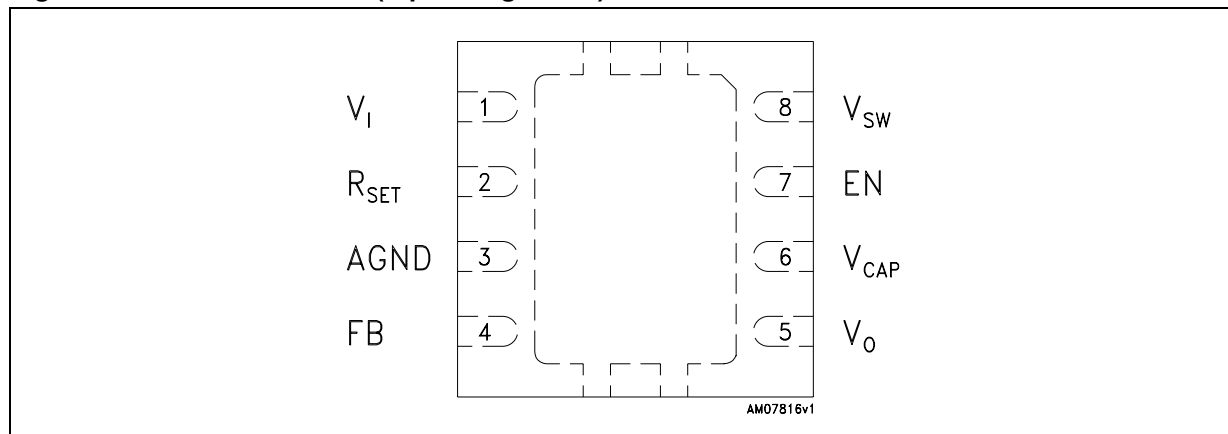 V_I 1 8 V_SW
R_SET 2 7 EN
AGND 3 6 V_CAP
FB 4 5 V_O
AM07816v1